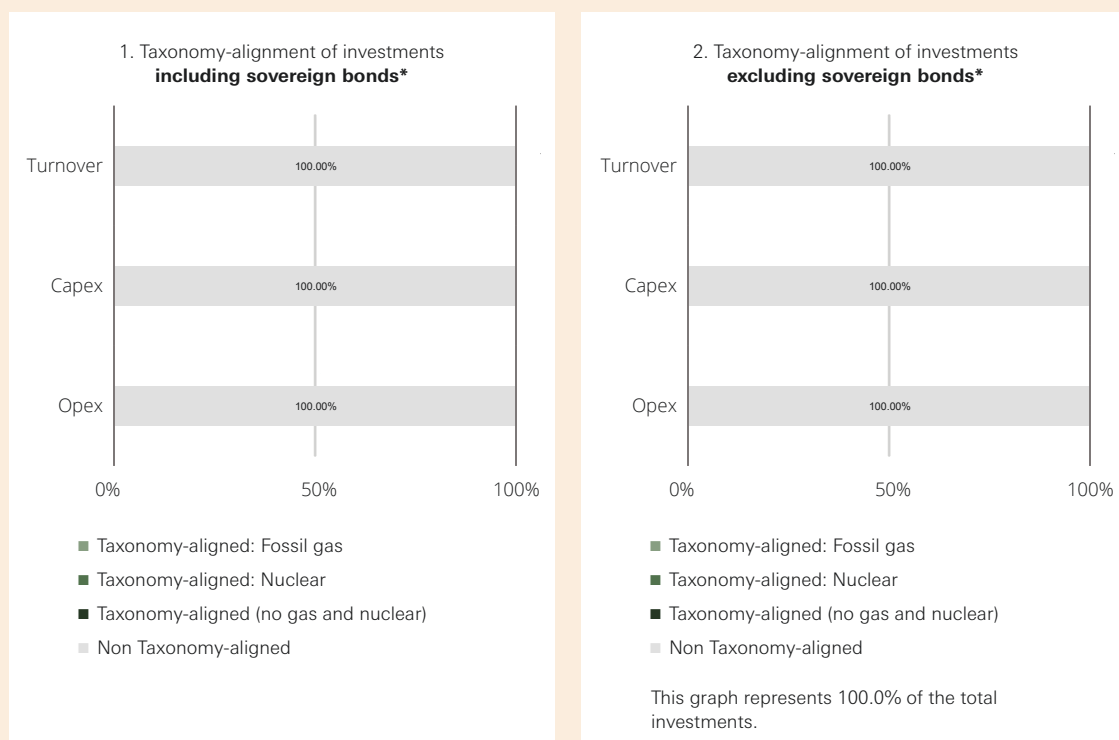 1. Taxonomy-alignment of investments
including sovereign bonds*
Turnover
100.00%
Capex
100.00%
Opex
100.00%
0%
50%
100%
Taxonomy-aligned: Fossil gas
Taxonomy-aligned: Nuclear
Taxonomy-aligned (no gas and nuclear)
Non Taxonomy-aligned
2. Taxonomy-alignment of investments
excluding sovereign bonds*
Turnover
100.00%
Capex
100.00%
Opex
100.00%
0%
50%
100%
Taxonomy-aligned: Fossil gas
Taxonomy-aligned: Nuclear
Taxonomy-aligned (no gas and nuclear)
Non Taxonomy-aligned
This graph represents 100.0% of the total
investments.